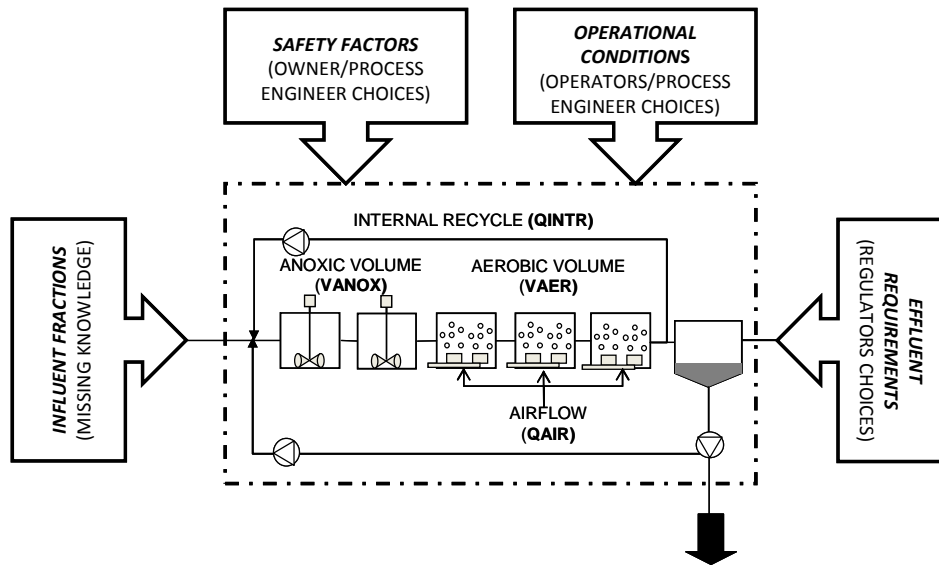 SAFETY FACTORS
(OWNER/PROCESS
ENGINEER CHOICES)
OPERATIONAL
CONDITIONS
(OPERATORS/PROCESS
ENGINEER CHOICES)
INFLUENT FRACTIONS
(MISSING KNOWLEDGE)
INTERNAL RECYCLE (QINTR)
ANOXIC VOLUME
(VANOX)
AEROBIC VOLUME
(VAER)
AIRFLOW
(QAIR)
EFFLUENT
REQUIREMENTS
(REGULATORS CHOICES)